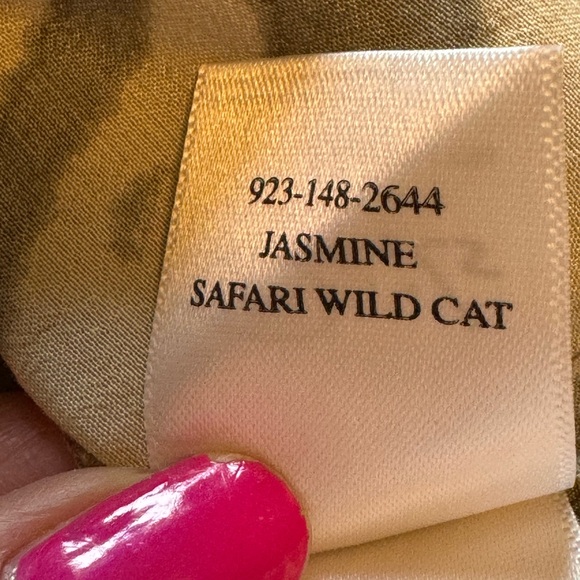 923-148-2644
JASMINE
SAFARI WILD CAT